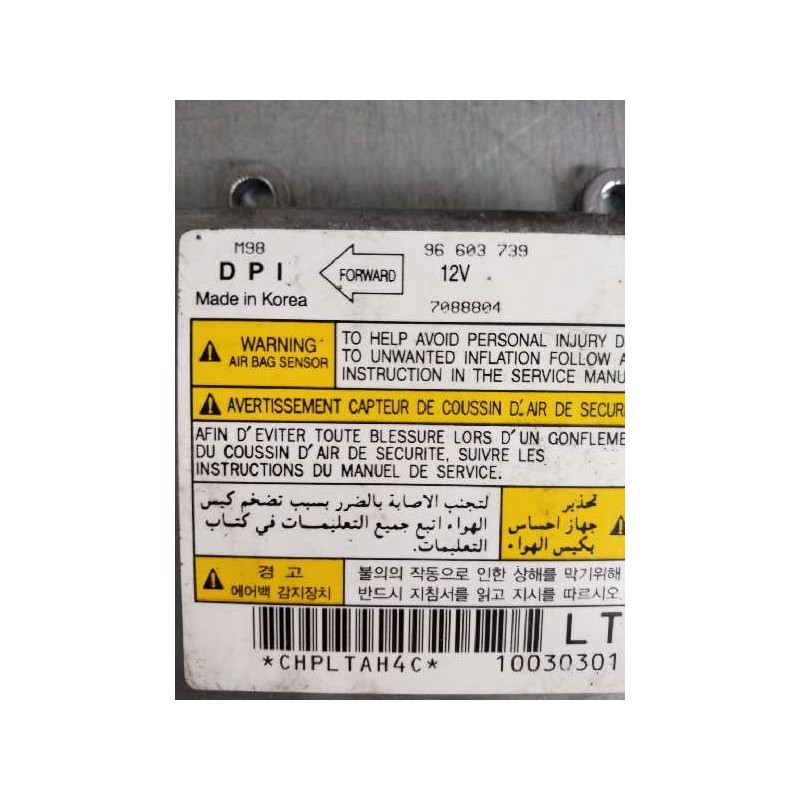 M98
96 603 739
DPI
FORWARD
12V
Made in Korea
7088804
WARNING
AIR BAG SENSOR
TO HELP AVOID PERSONAL INJURY D
TO UNWANTED INFLATION FOLLOW A
INSTRUCTION IN THE SERVICE MANU
AVERTISSEMENT CAPTEUR DE COUSSIN D'AIR DE SECURI
AFIN D'EVITER TOUTE BLESSURE LORS D'UN GONFLEME
DU COUSSIN D'AIR DE SECURITE, SUIVRE LES
INSTRUCTIONS DU MANUEL DE SERVICE.
تحذير
جهاز احساس
بكيس الهواء
لتجنب الاصابة بالضرر بسبب تضخم كيس
الهواء اتبع جميع التعليمات في كتاب
التعليمات.
경 고
에어백 감지장치
불의의 작동으로 인한 상해를 막기위해
반드시 지침서를 읽고 지시를 따르시오.
LT
*CHPLTAH4C*
10030301